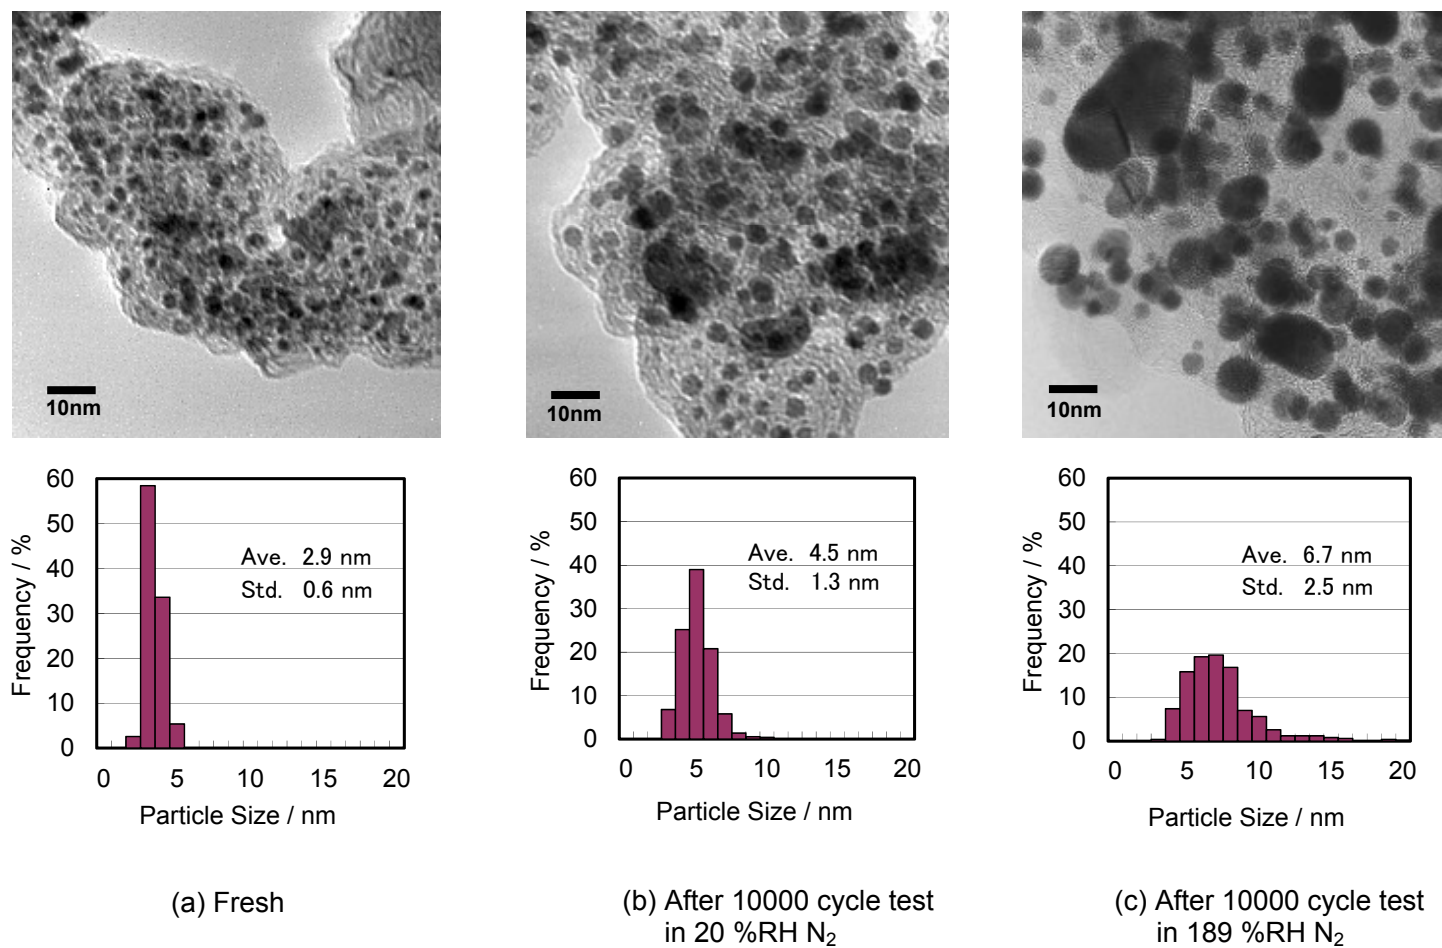 10nm
10nm
10nm
60
50
40
30
20
10
0
Frequency / %
Ave. 2.9 nm
Std. 0.6 nm
0 5 10 15 20
Particle Size / nm
60
50
40
30
20
10
0
Frequency / %
Ave. 4.5 nm
Std. 1.3 nm
0 5 10 15 20
Particle Size / nm
60
50
40
30
20
10
0
Frequency / %
Ave. 6.7 nm
Std. 2.5 nm
0 5 10 15 20
Particle Size / nm
(a) Fresh
(b) After 10000 cycle test
in 20 %RH N₂
(c) After 10000 cycle test
in 189 %RH N₂